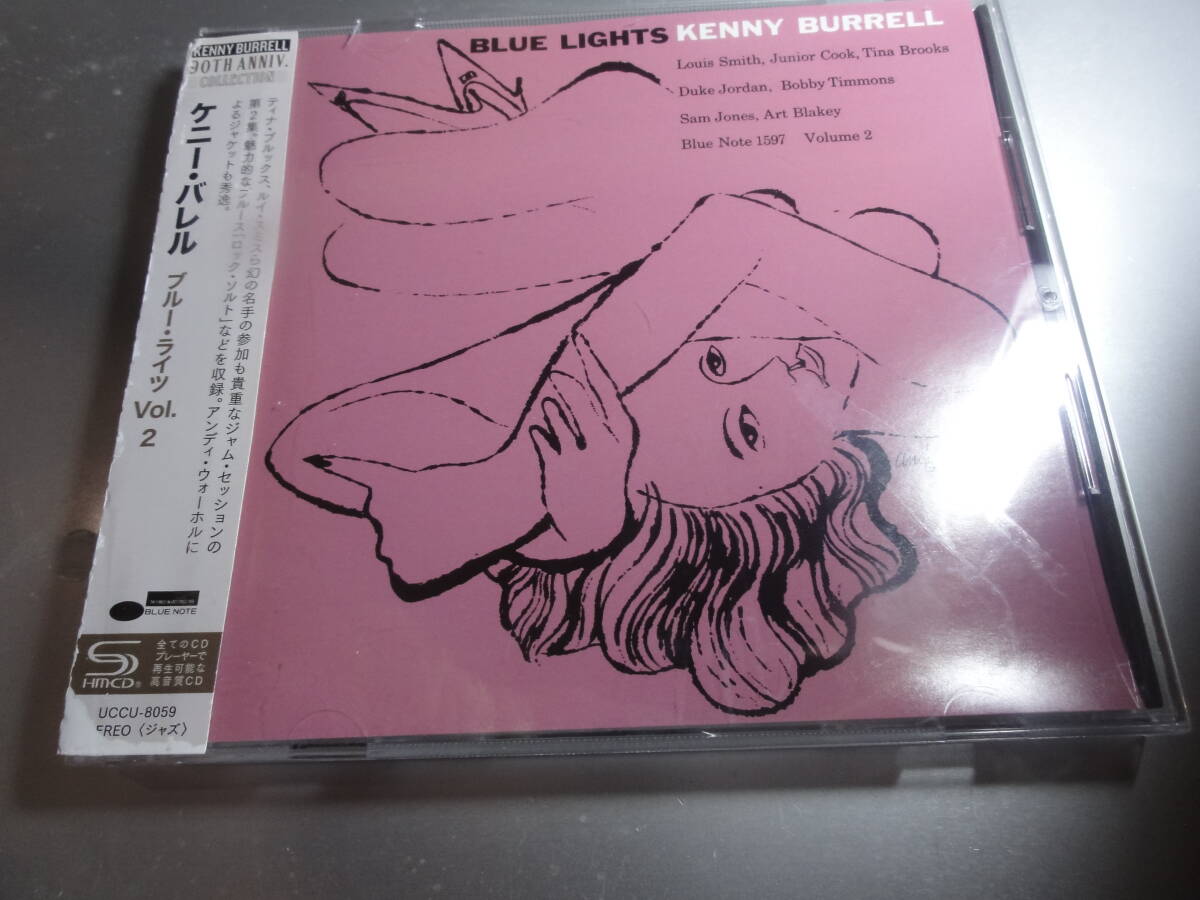 BLUE LIGHTS KENNY BURRELL
Louis Smith, Junior Cook, Tina Brooks
Duke Jordan, Bobby Timmons
Sam Jones, Art Blakey
Blue Note 1597 Volume 2
KENNY BURRELL
90TH ANNIV.
COLLECTION
ケニー・バレル
ブルー・ライツ Vol. 2
ティナ・ブルックス、ルイ・スミスら幻の名手の参加も貴重なジャム・セッションの
第2集。魅力的なブルース「ロック・ソルト」などを収録。アンディ・ウォーホルに
よるジャケットも秀逸。
BLUE NOTE
SHMCD®
全てのCD
プレーヤーで
再生可能な
高音質CD
UCCU-8059
EREO〈ジャズ〉